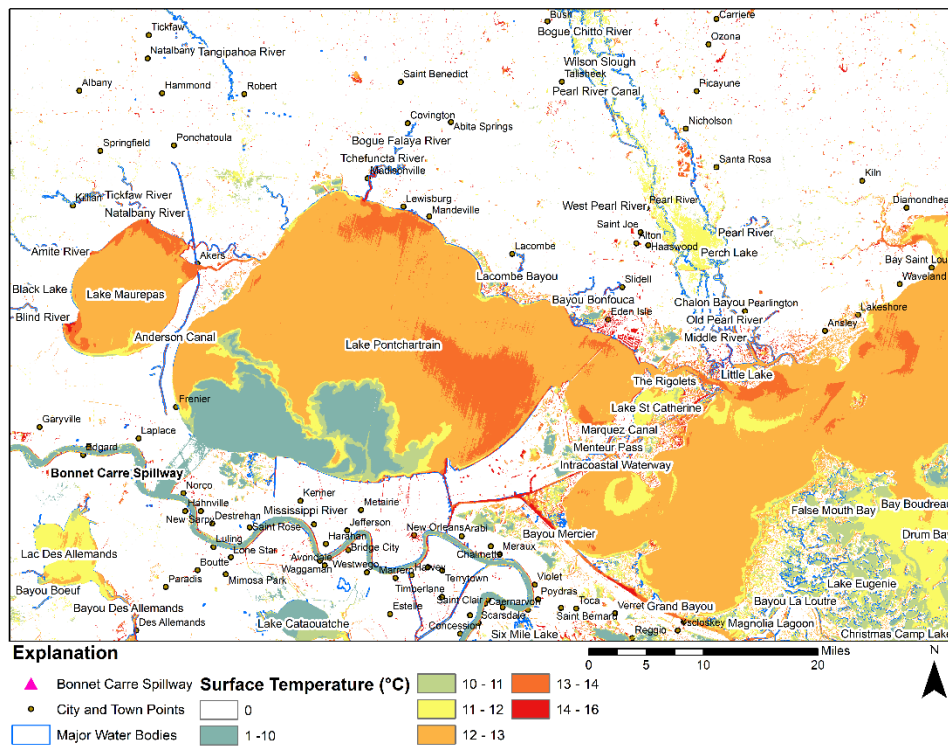 Bush
Carriere
Tickfaw
Bogue Chitto River
Ozona
Natalbany
Tangipahoa River
Wilson Slough
Albany
Hammond
Robert
Saint Benedict
Talisheek
Picayune
Pearl River Canal
Covington
Abita Springs
Nicholson
Springfield
Ponchatoula
Bogue Falaya River
Tchefuncta River
Madisonville
Santa Rosa
Kiln
Tickfaw River
Killian
Natalbany River
Lewisburg
Mandeville
West Pearl River
Pearl River
Diamondhea
Saint Joe
Alton
Haaswood
Pearl River
Perch Lake
Amite River
Akers
Lacombe
Bay Saint Lou
Waveland
Lacombe Bayou
Slidell
Black Lake
Lake Maurepas
Bayou Bonfouca
Chalon Bayou
Pearlington
Lakeshore
Blind River
Eden Isle
Old Pearl River
Ansley
Anderson Canal
Lake Pontchartrain
Middle River
Little Lake
The Rigolets
Frenier
Lake St Catherine
Garyville
Laplace
Marquez Canal
Menteur Pass
Edgard
Intracoastal Waterway
Bonnet Carre Spillway
Norco
Kenner
Metairie
Hahnville
Mississippi River
New Sarpy
Destrehan
Saint Rose
Jefferson
New Orleans
Arabi
False Mouth Bay
Bay Boudreau
Harahan
Bayou Mercier
Drum Bay
Luling
Bridge City
Lac Des Allemands
Lone Star
Avondale
Westwego
Chalmette
Meraux
Boutte
Waggaman
Marrero
Harvey
Paradis
Mimosa Park
Timberlane
Terrytown
Violet
Lake Eugenie
Bayou Boeuf
Poydras
Bayou Des Allemands
Estelle
Saint Clair
Caernarvon
Toca
Verret
Grand Bayou
Bayou La Loutre
Des Allemands
Lake Cataouatche
Scarsdale
Saint Bernard
Yscloskey
Magnolia Lagoon
Concession
Six Mile Lake
Reggio
Christmas Camp Lake
Explanation
Miles
N
0
5
10
20
Bonnet Carre Spillway
Surface Temperature (°C)
10 - 11
13 - 14
City and Town Points
0
11 - 12
14 - 16
Major Water Bodies
1 -10
12 - 13